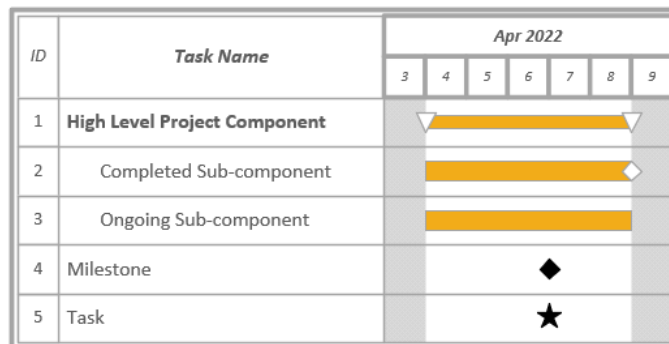 ID Task Name Apr 2022
3 4 5 6 7 8 9
1 High Level Project Component
2 Completed Sub-component
3 Ongoing Sub-component
4 Milestone
5 Task